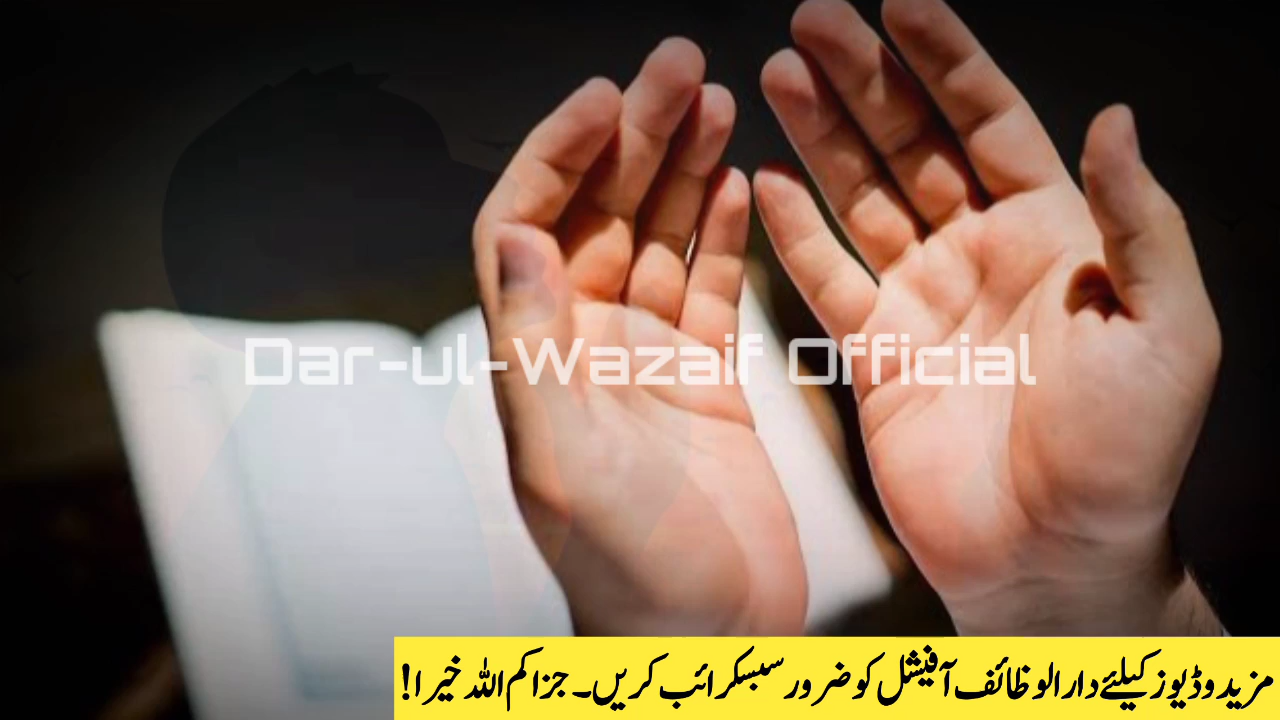 Dar-ul-Wazaif Official
مزید وڈیوز کیلئے دارالوظائف آفیشل کو ضرور سبسکرائب کریں۔ جزاکم اللہ خیرا!